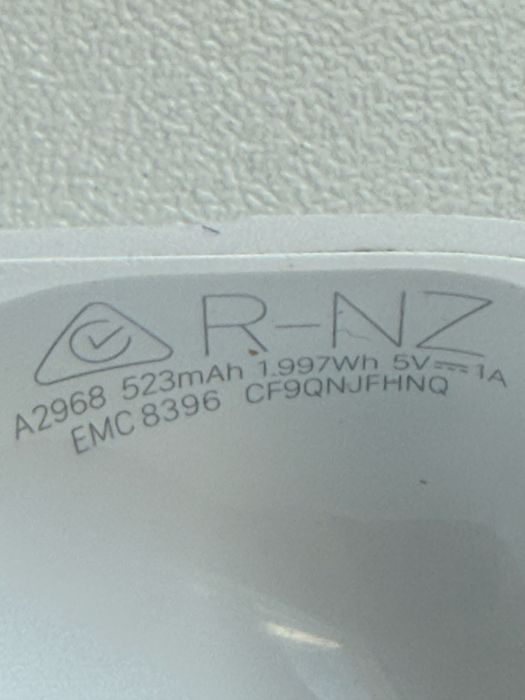 R-NZ
A2968 523mAh 1.997Wh 5V⎓1A
EMC 8396 CF9QNJFHNQ